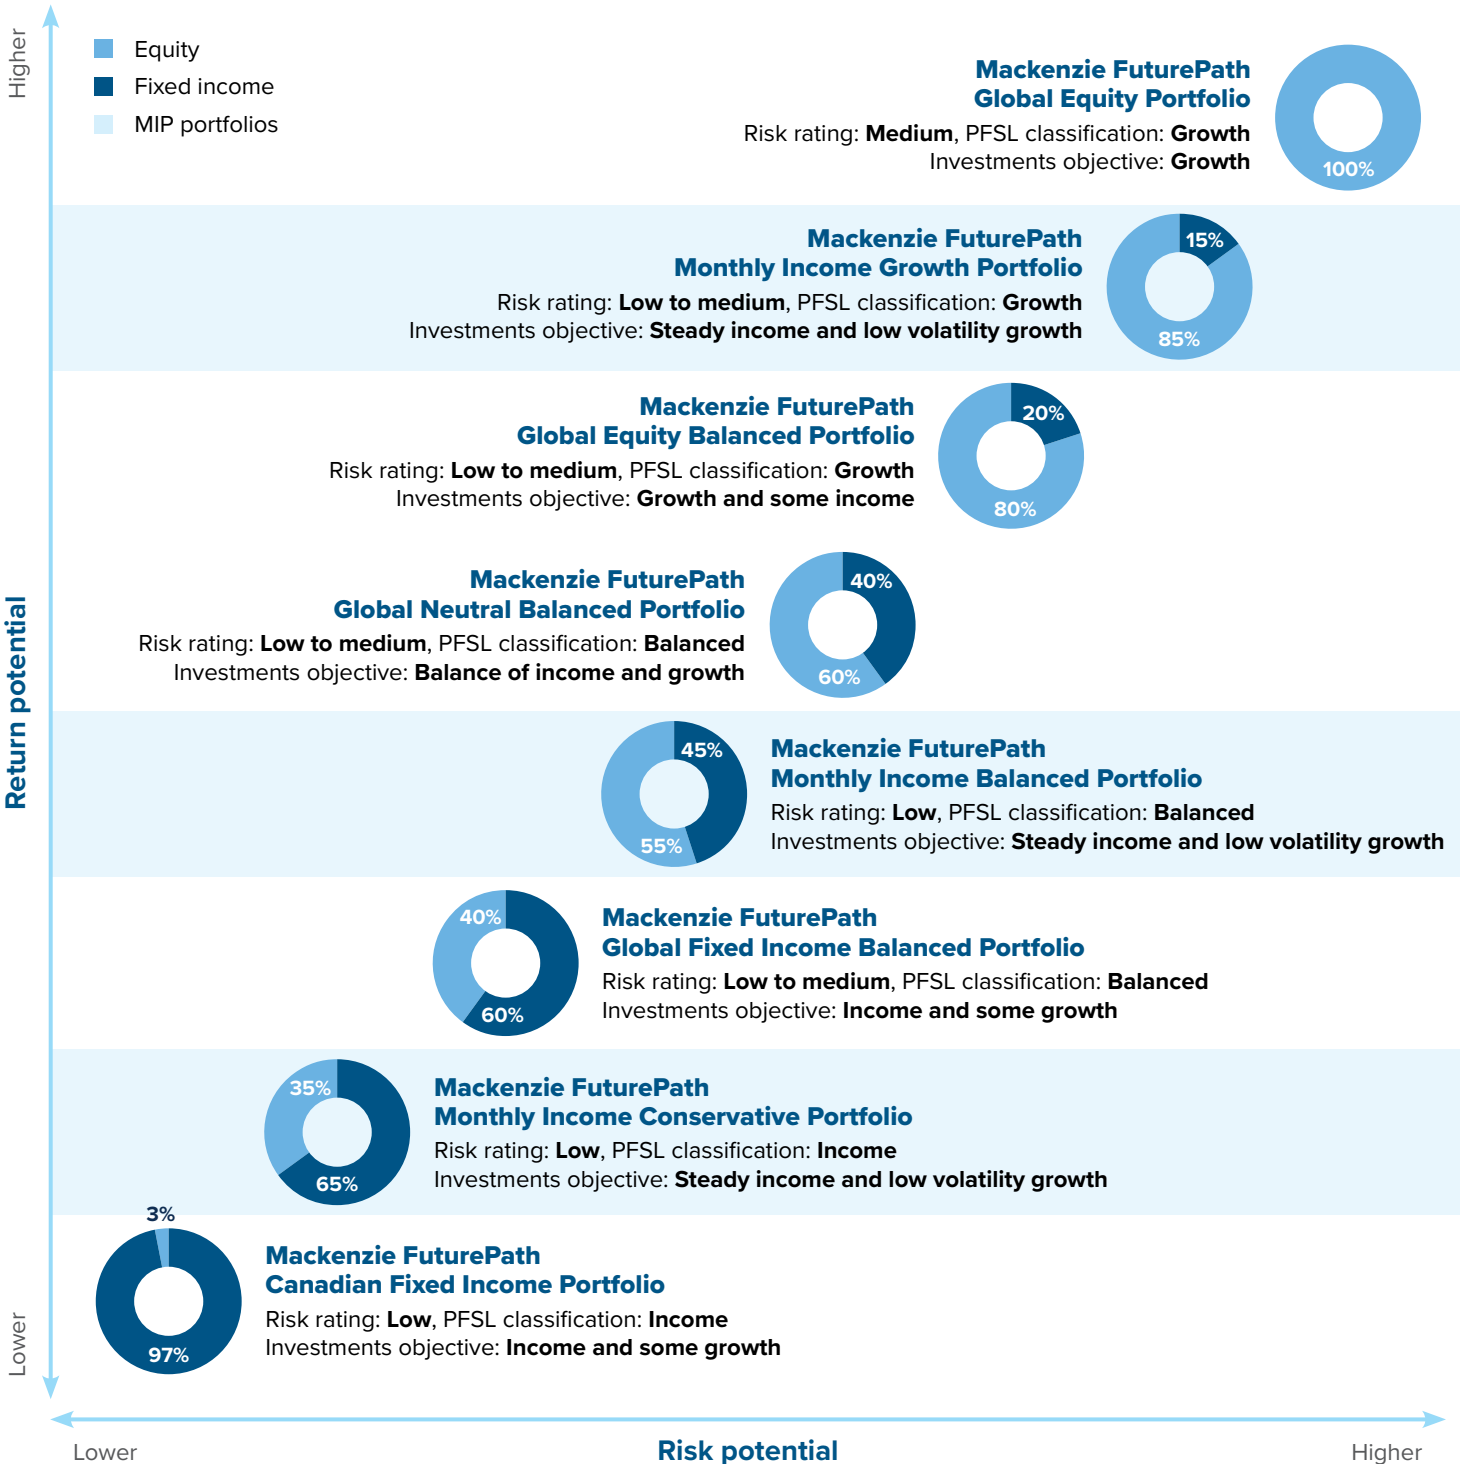 Higher
Equity
Fixed income
MIP portfolios
Mackenzie FuturePath
Global Equity Portfolio
Risk rating: Medium, PFSL classification: Growth
Investments objective: Growth
100%
Mackenzie FuturePath
Monthly Income Growth Portfolio
Risk rating: Low to medium, PFSL classification: Growth
Investments objective: Steady income and low volatility growth
15%
85%
Mackenzie FuturePath
Global Equity Balanced Portfolio
Risk rating: Low to medium, PFSL classification: Growth
Investments objective: Growth and some income
20%
80%
Mackenzie FuturePath
Global Neutral Balanced Portfolio
Risk rating: Low to medium, PFSL classification: Balanced
Investments objective: Balance of income and growth
40%
60%
Return potential
45%
55%
Mackenzie FuturePath
Monthly Income Balanced Portfolio
Risk rating: Low, PFSL classification: Balanced
Investments objective: Steady income and low volatility growth
40%
60%
Mackenzie FuturePath
Global Fixed Income Balanced Portfolio
Risk rating: Low to medium, PFSL classification: Balanced
Investments objective: Income and some growth
35%
65%
Mackenzie FuturePath
Monthly Income Conservative Portfolio
Risk rating: Low, PFSL classification: Income
Investments objective: Steady income and low volatility growth
3%
97%
Mackenzie FuturePath
Canadian Fixed Income Portfolio
Risk rating: Low, PFSL classification: Income
Investments objective: Income and some growth
Lower
Lower
Risk potential
Higher